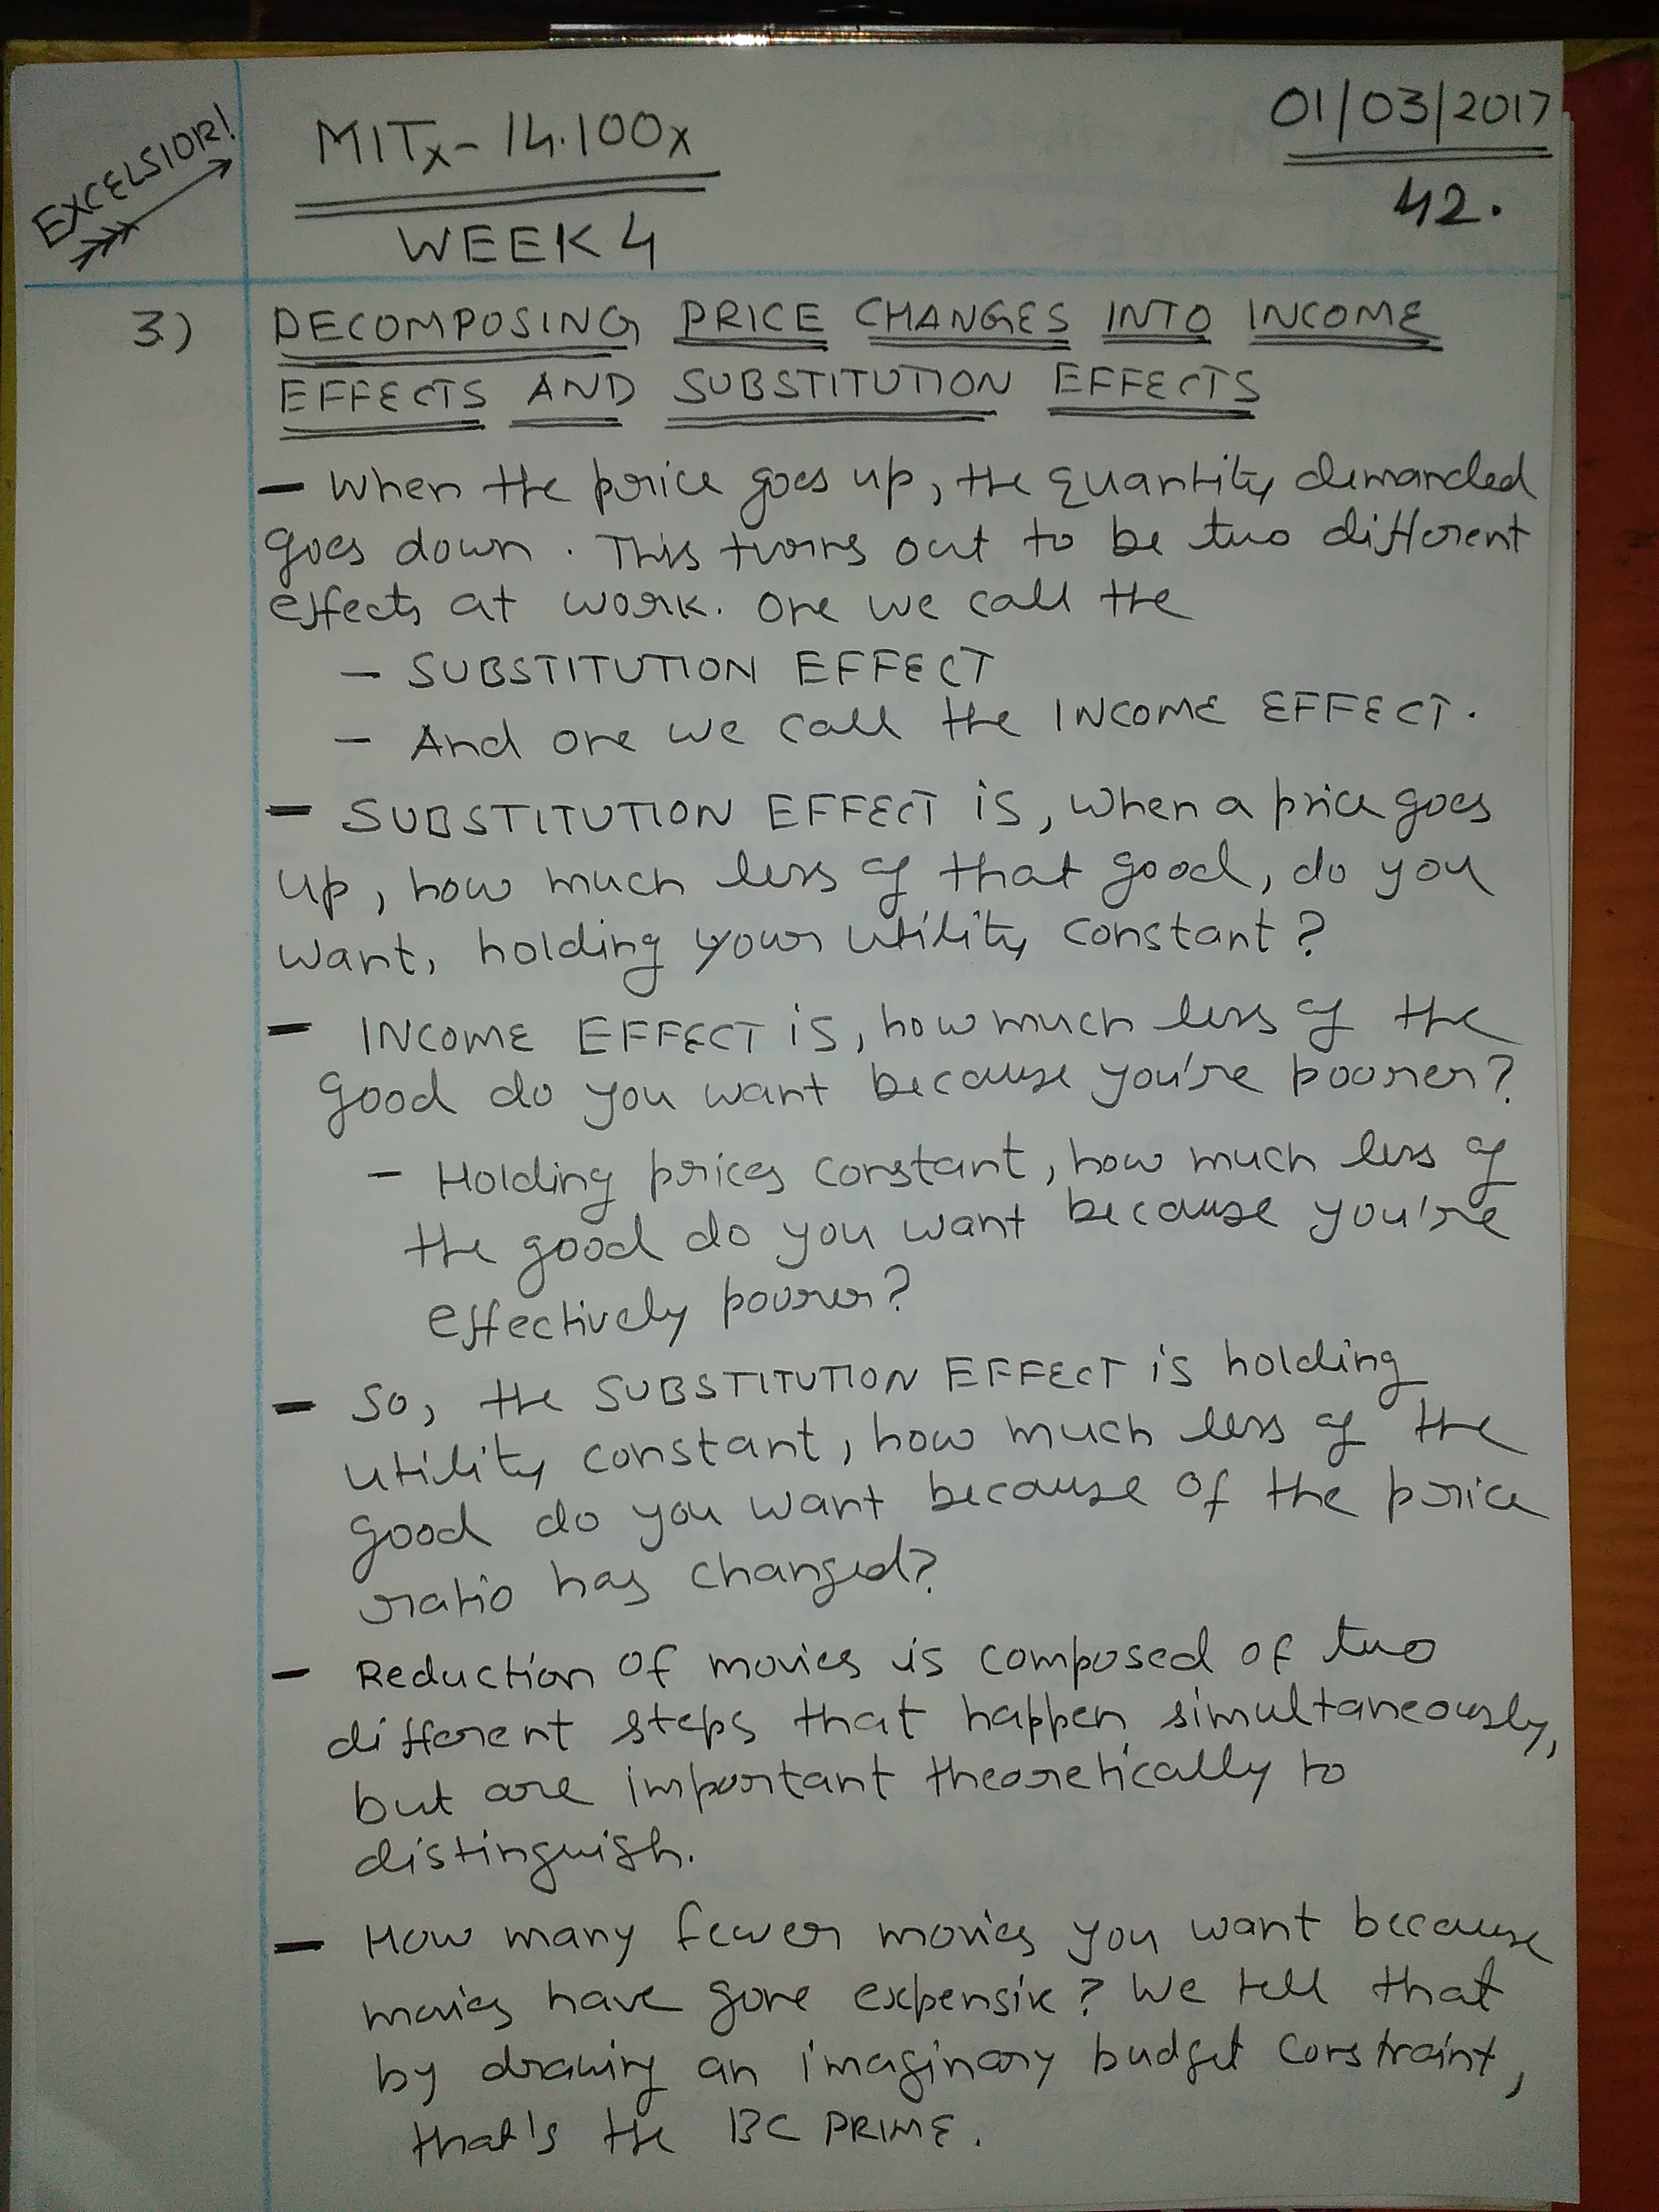 EXCELSIOR!
MITx - 14.100x
01/03/2017
42.
WEEK 4
3) DECOMPOSING PRICE CHANGES INTO INCOME
EFFECTS AND SUBSTITUTION EFFECTS
- When the price goes up, the quantity demanded
goes down. This turns out to be two different
effects at work. One we call the
- SUBSTITUTION EFFECT
- And one we call the INCOME EFFECT.
- SUBSTITUTION EFFECT is, when a price goes
up, how much less of that good, do you
want, holding your utility constant?
- INCOME EFFECT is, how much less of the
good do you want because you're poorer?
- Holding prices constant, how much less of
the good do you want because you're
effectively poorer?
- So, the SUBSTITUTION EFFECT is holding
utility constant, how much less of the
good do you want because of the price
ratio has changed?
- Reduction of movies is composed of two
different steps that happen simultaneously,
but are important theoretically to
distinguish.
- How many fewer movies you want because
movies have gone expensive? We tell that
by drawing an imaginary budget constraint,
that's the BC PRIME.